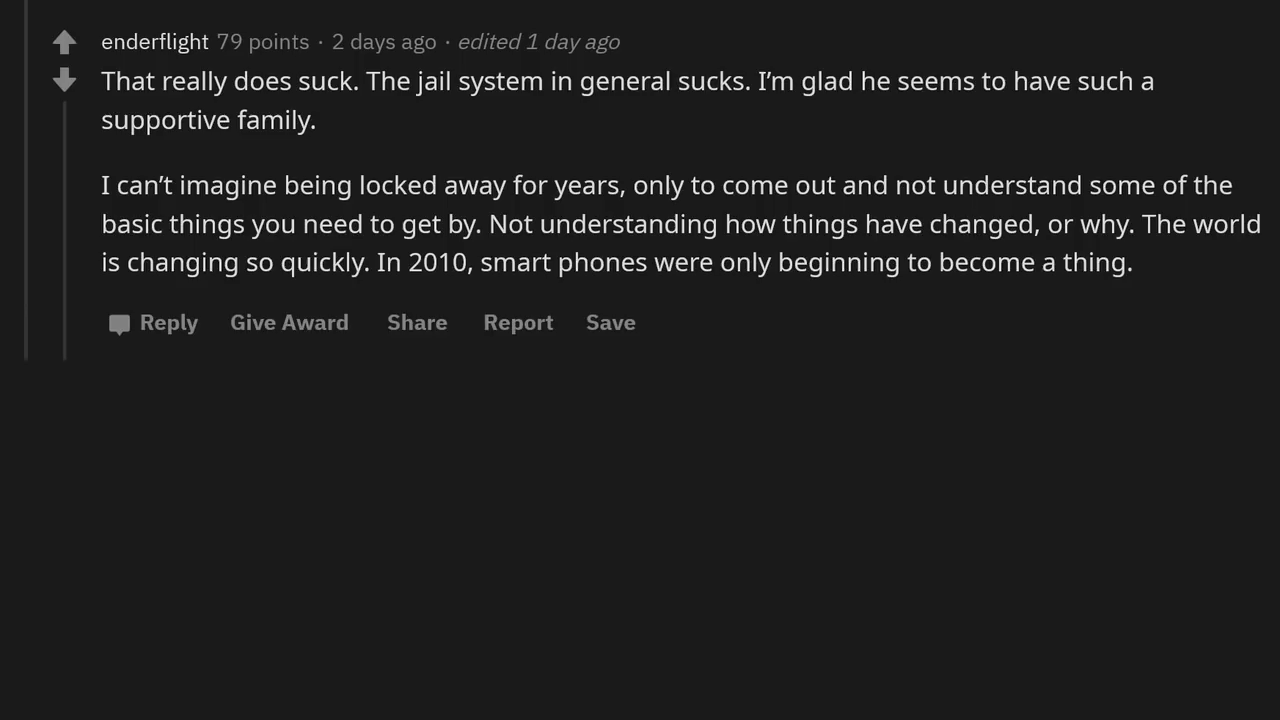 enderflight 79 points · 2 days ago · edited 1 day ago
That really does suck. The jail system in general sucks. I’m glad he seems to have such a
supportive family.
I can’t imagine being locked away for years, only to come out and not understand some of the
basic things you need to get by. Not understanding how things have changed, or why. The world
is changing so quickly. In 2010, smart phones were only beginning to become a thing.
Reply Give Award Share Report Save